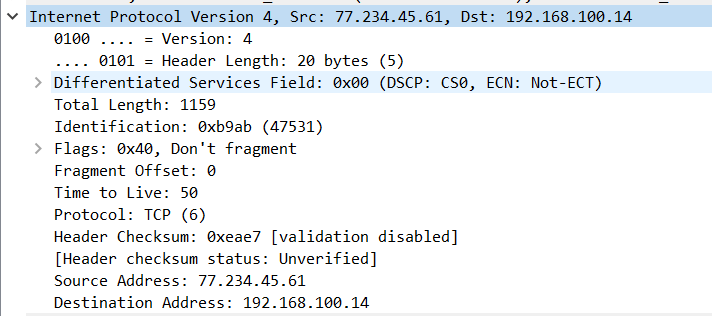 Internet Protocol Version 4, Src: 77.234.45.61, Dst: 192.168.100.14
0100 .... = Version: 4
.... 0101 = Header Length: 20 bytes (5)
Differentiated Services Field: 0x00 (DSCP: CS0, ECN: Not-ECT)
Total Length: 1159
Identification: 0xb9ab (47531)
Flags: 0x40, Don't fragment
Fragment Offset: 0
Time to Live: 50
Protocol: TCP (6)
Header Checksum: 0xeae7 [validation disabled]
[Header checksum status: Unverified]
Source Address: 77.234.45.61
Destination Address: 192.168.100.14